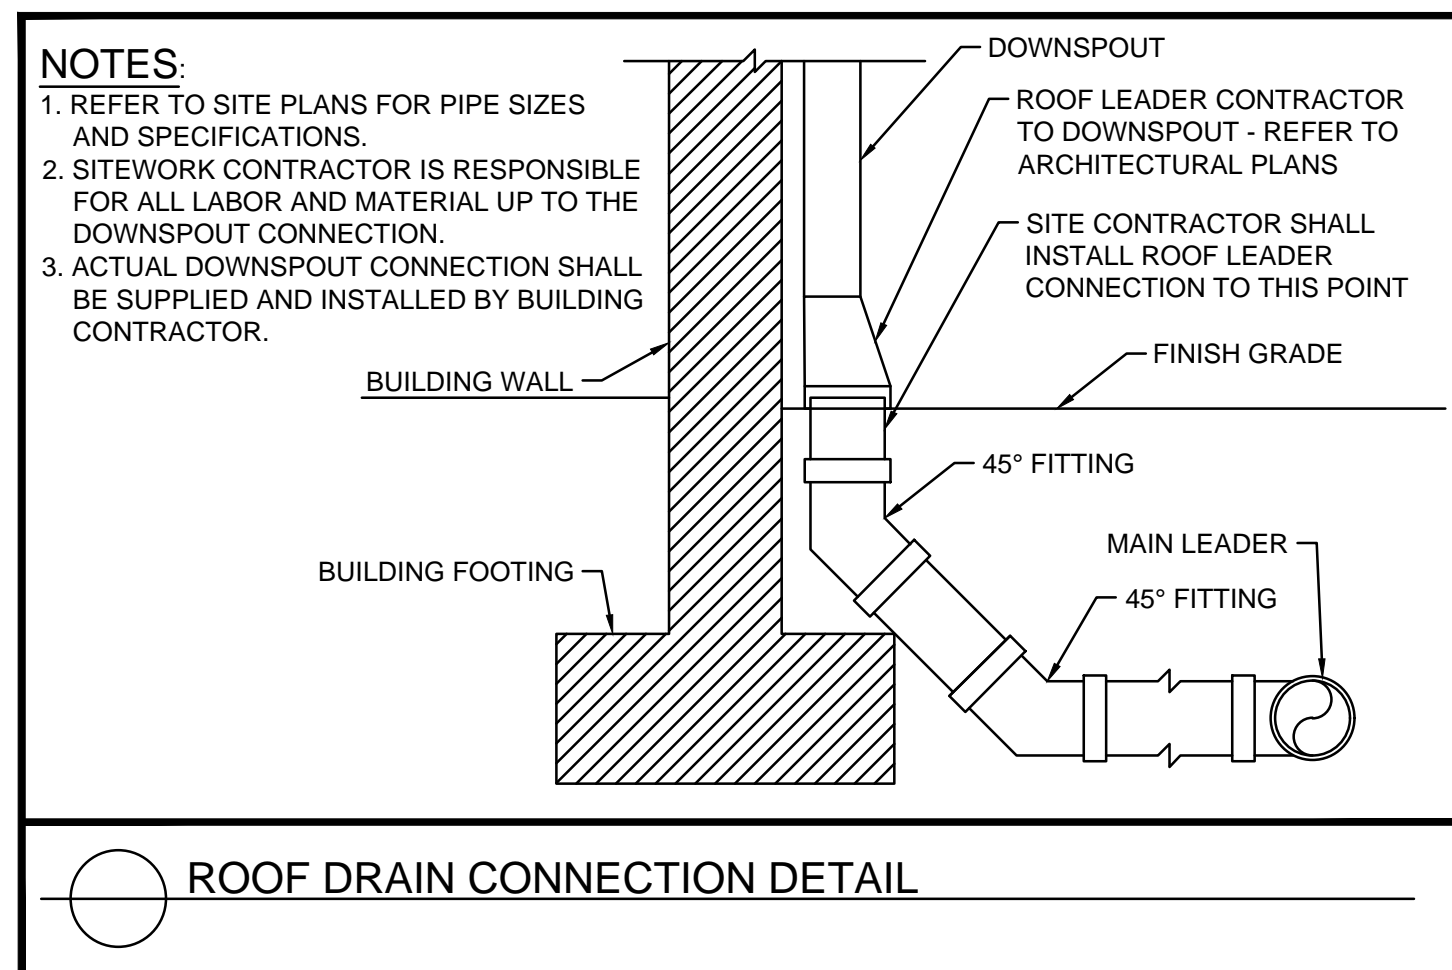 NOTES:
1. REFER TO SITE PLANS FOR PIPE SIZES
AND SPECIFICATIONS.
2. SITEWORK CONTRACTOR IS RESPONSIBLE
FOR ALL LABOR AND MATERIAL UP TO THE
DOWNSPOUT CONNECTION.
3. ACTUAL DOWNSPOUT CONNECTION SHALL
BE SUPPLIED AND INSTALLED BY BUILDING
CONTRACTOR.
DOWNSPOUT
ROOF LEADER CONTRACTOR
TO DOWNSPOUT - REFER TO
ARCHITECTURAL PLANS
SITE CONTRACTOR SHALL
INSTALL ROOF LEADER
CONNECTION TO THIS POINT
FINISH GRADE
BUILDING WALL
45° FITTING
MAIN LEADER
BUILDING FOOTING
45° FITTING
ROOF DRAIN CONNECTION DETAIL